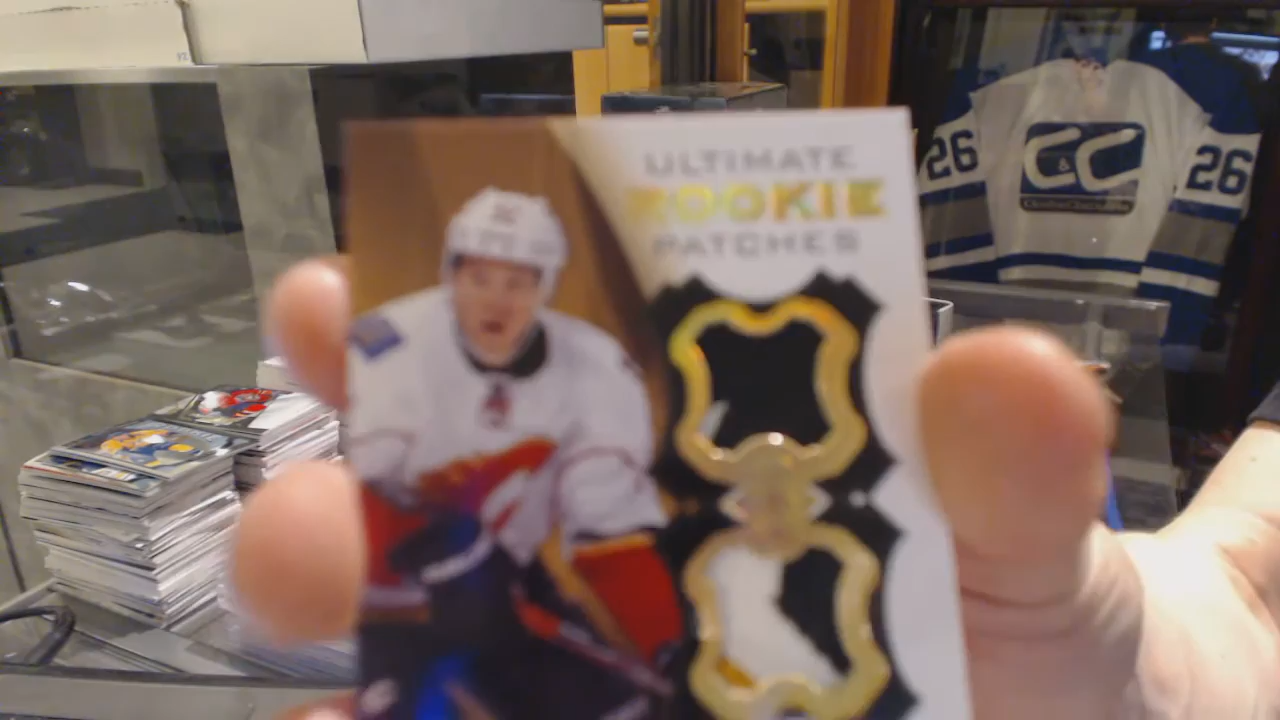 ULTIMATE
ROOKIE
PATCHES
26
C&C
26